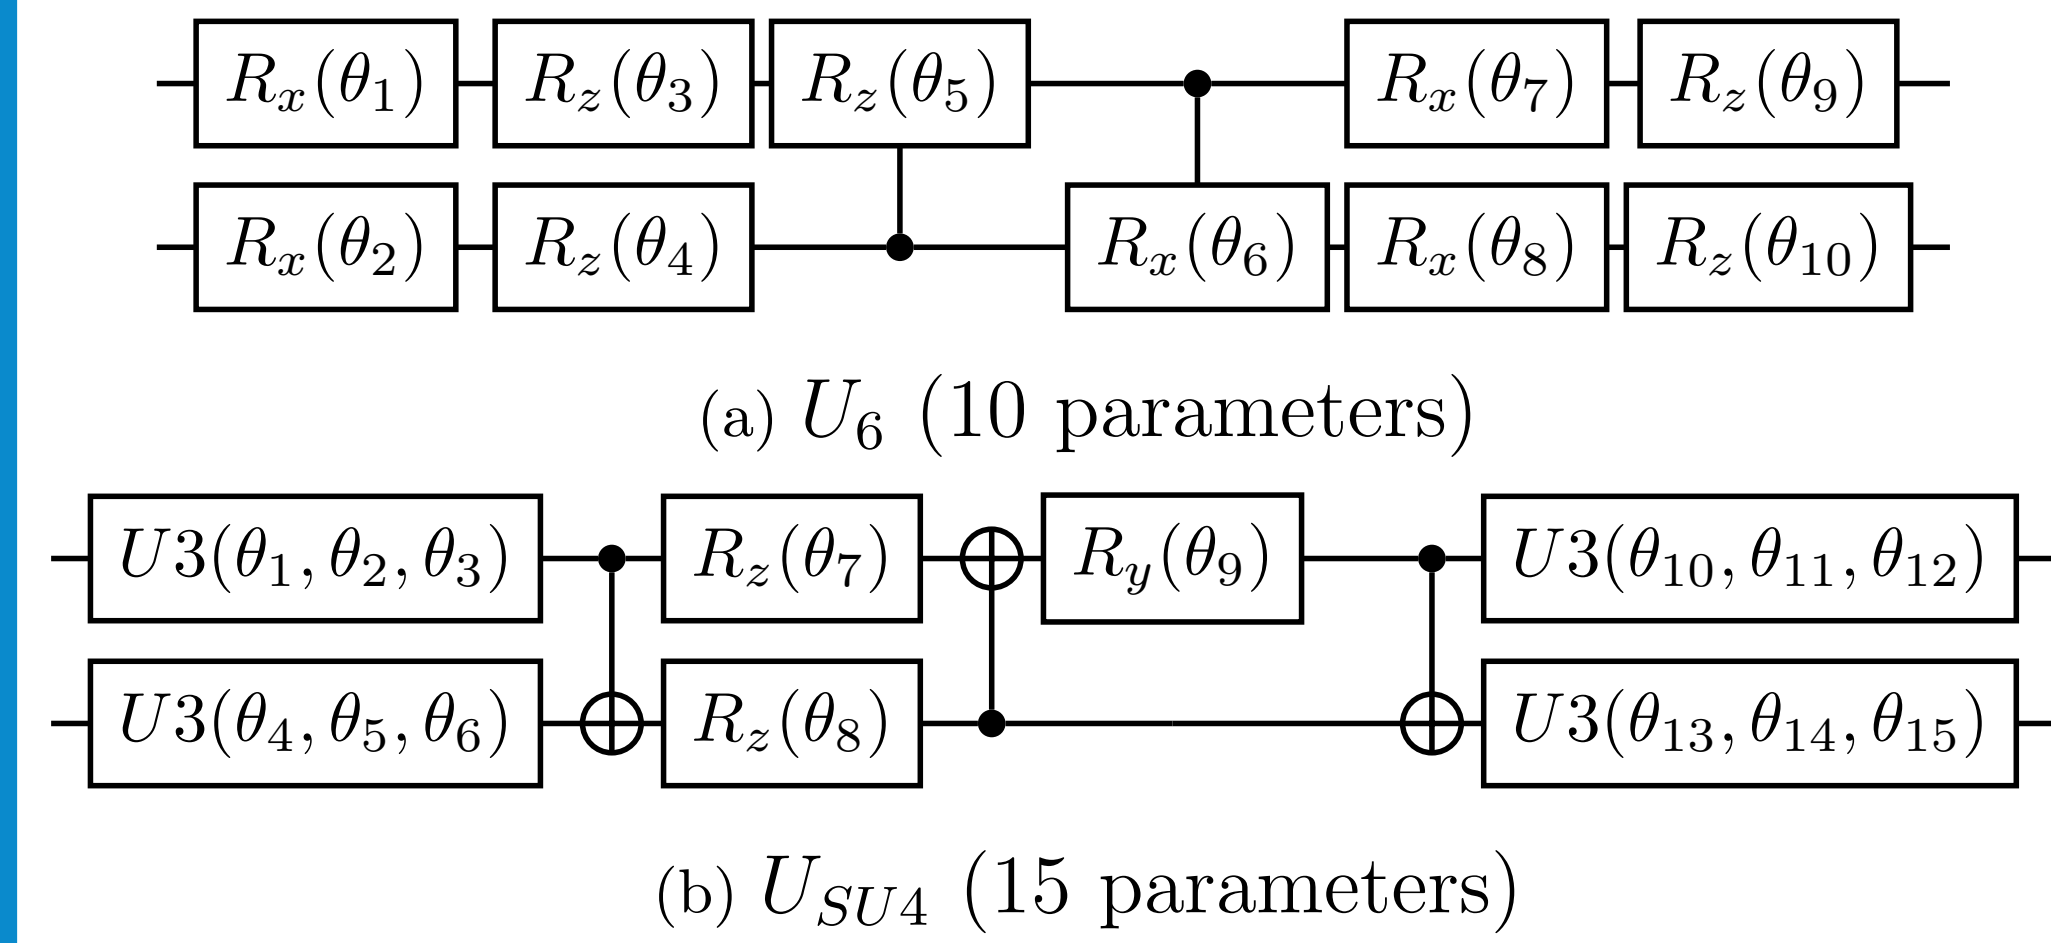 Rx(θ1) Rz(θ3) Rz(θ5) Rx(θ7) Rz(θ9)
Rx(θ2) Rz(θ4) Rx(θ6) Rx(θ8) Rz(θ10)
(a) U6 (10 parameters)
U3(θ1, θ2, θ3) Rz(θ7) Ry(θ9) U3(θ10, θ11, θ12)
U3(θ4, θ5, θ6) Rz(θ8) U3(θ13, θ14, θ15)
(b) USU4 (15 parameters)